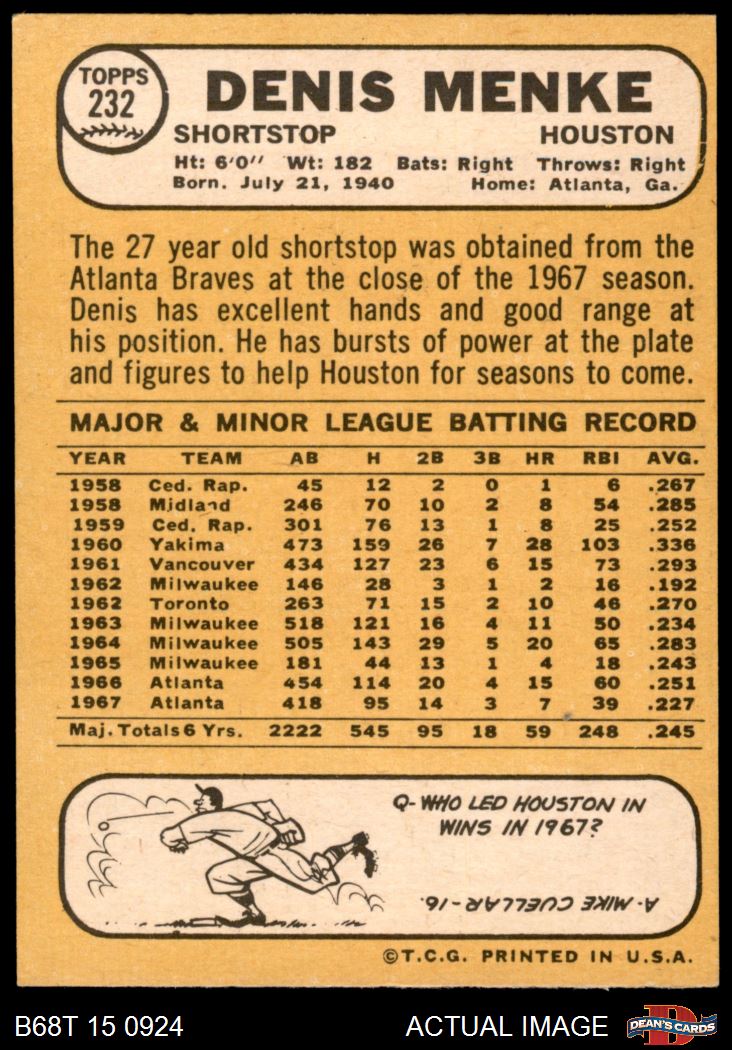 TOPPS
232
DENIS MENKE
SHORTSTOP HOUSTON
Ht: 6'0'' Wt: 182 Bats: Right Throws: Right
Born. July 21, 1940 Home: Atlanta, Ga.
The 27 year old shortstop was obtained from the
Atlanta Braves at the close of the 1967 season.
Denis has excellent hands and good range at
his position. He has bursts of power at the plate
and figures to help Houston for seasons to come.
MAJOR & MINOR LEAGUE BATTING RECORD
YEAR TEAM AB H 2B 3B HR RBI AVG.
1958 Ced. Rap. 45 12 2 0 1 6 .267
1958 Midland 246 70 10 2 8 54 .285
1959 Ced. Rap. 301 76 13 1 8 25 .252
1960 Yakima 473 159 26 7 28 103 .336
1961 Vancouver 434 127 23 6 15 73 .293
1962 Milwaukee 146 28 3 1 2 16 .192
1962 Toronto 263 71 15 2 10 46 .270
1963 Milwaukee 518 121 16 4 11 50 .234
1964 Milwaukee 505 143 29 5 20 65 .283
1965 Milwaukee 181 44 13 1 4 18 .243
1966 Atlanta 454 114 20 4 15 60 .251
1967 Atlanta 418 95 14 3 7 39 .227
Maj. Totals 6 Yrs. 2222 545 95 18 59 248 .245
Q- WHO LED HOUSTON IN
WINS IN 1967?
A- MIKE CUELLAR-16.
©T.C.G. PRINTED IN U.S.A.
B68T 15 0924 ACTUAL IMAGE DEAN'S CARDS